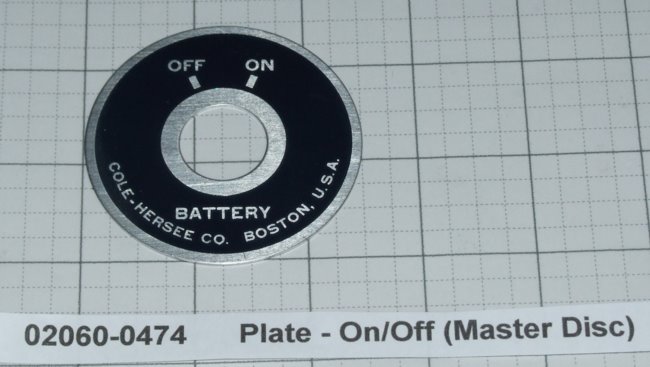 OFF ON
BATTERY
COLE-HERSEE CO. BOSTON, U.S.A.
02060-0474 Plate - On/Off (Master Disc)